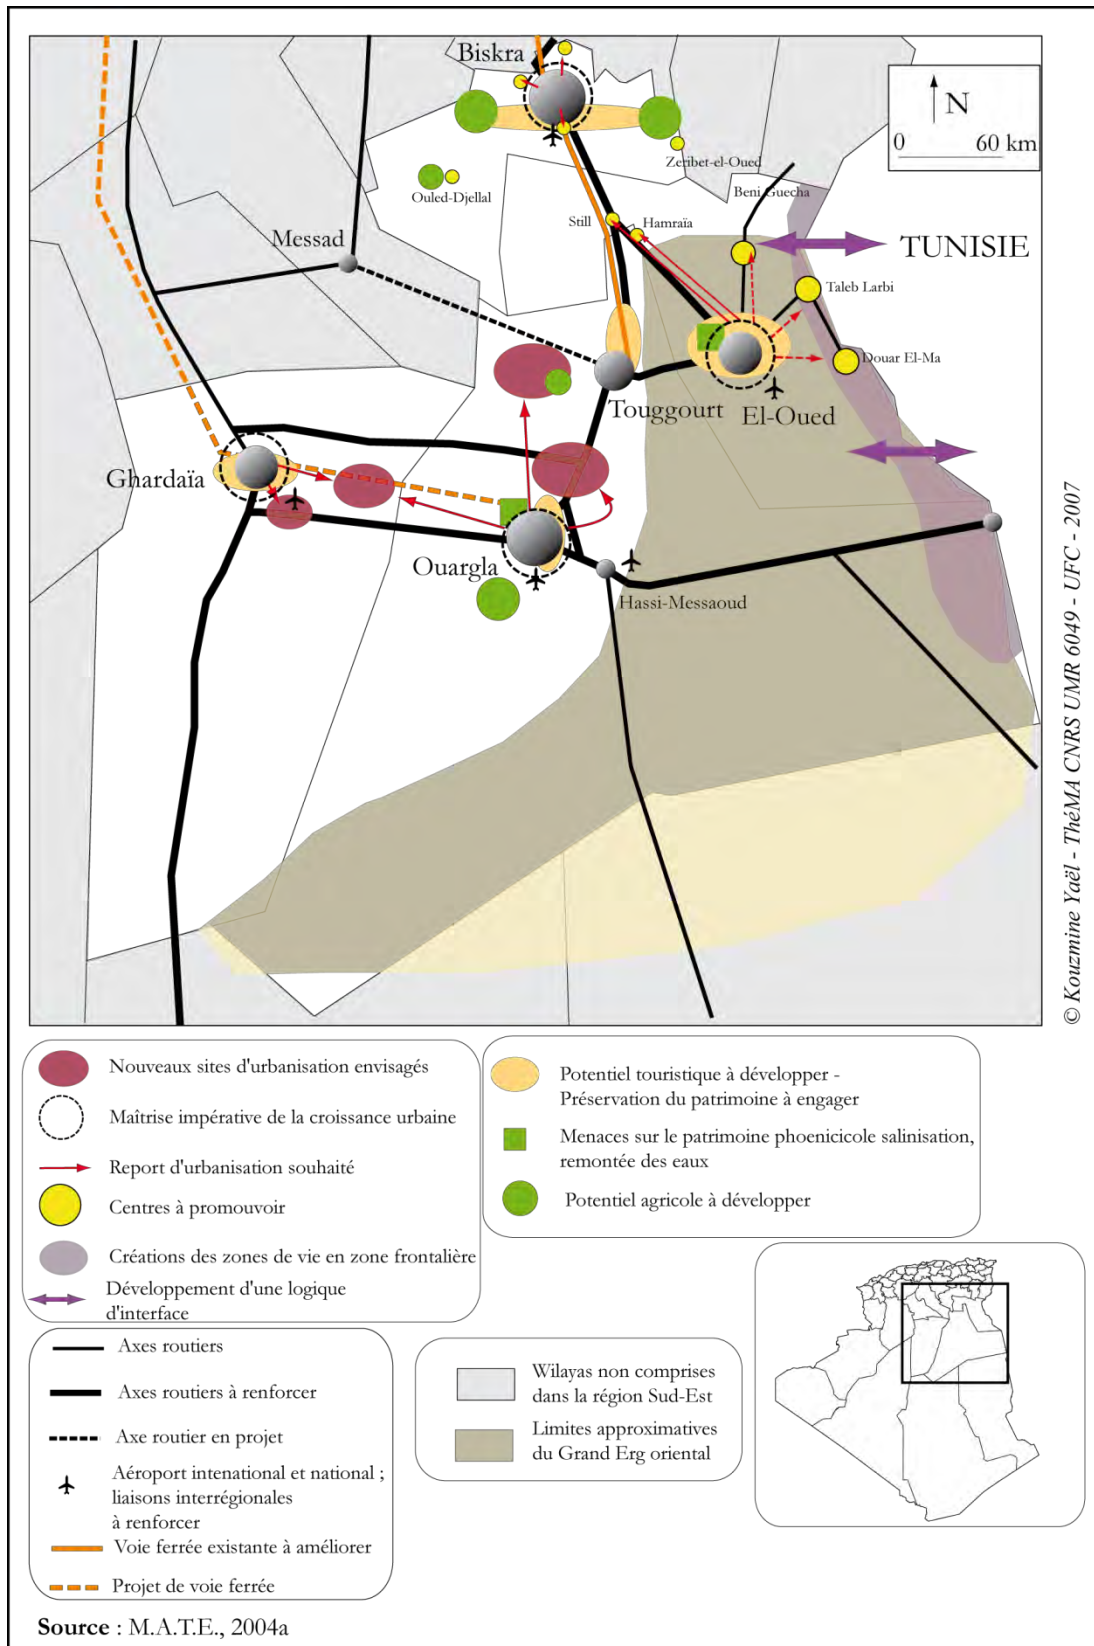 Biskra
N
0 60 km
Zeribet-el-Oued
Ouled-Djellal
Beni Guecha
Still
Hamraïa
Messad
TUNISIE
Taleb Larbi
Douar El-Ma
Touggourt
El-Oued
Ghardaïa
Ouargla
Hassi-Messaoud
© Kouzmine Yaël - ThéMA CNRS UMR 6049 - UFC - 2007
Nouveaux sites d'urbanisation envisagés
Maîtrise impérative de la croissance urbaine
Report d'urbanisation souhaité
Centres à promouvoir
Créations des zones de vie en zone frontalière
Développement d'une logique
d'interface
Potentiel touristique à développer -
Préservation du patrimoine à engager
Menaces sur le patrimoine phoenicicole salinisation,
remontée des eaux
Potentiel agricole à développer
Axes routiers
Axes routiers à renforcer
Axe routier en projet
Aéroport intenational et national ;
liaisons interrégionales
à renforcer
Voie ferrée existante à améliorer
Projet de voie ferrée
Wilayas non comprises
dans la région Sud-Est
Limites approximatives
du Grand Erg oriental
Source : M.A.T.E., 2004a